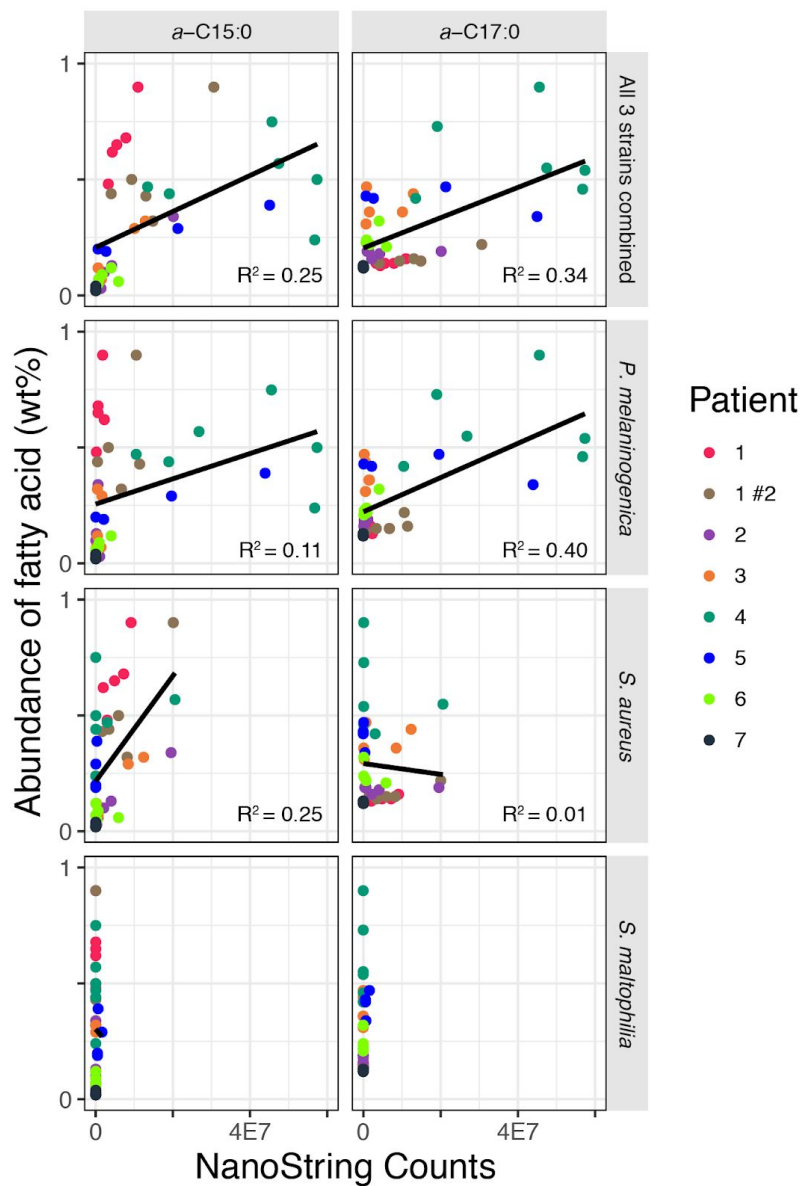 a–C15:0
a–C17:0
1
0
R² = 0.25
R² = 0.34
All 3 strains combined
1
0
R² = 0.11
R² = 0.40
P. melaninogenica
1
0
R² = 0.25
R² = 0.01
S. aureus
1
0
S. maltophilia
0
4E7
0
4E7
NanoString Counts
Abundance of fatty acid (wt%)
Patient
1
1 #2
2
3
4
5
6
7